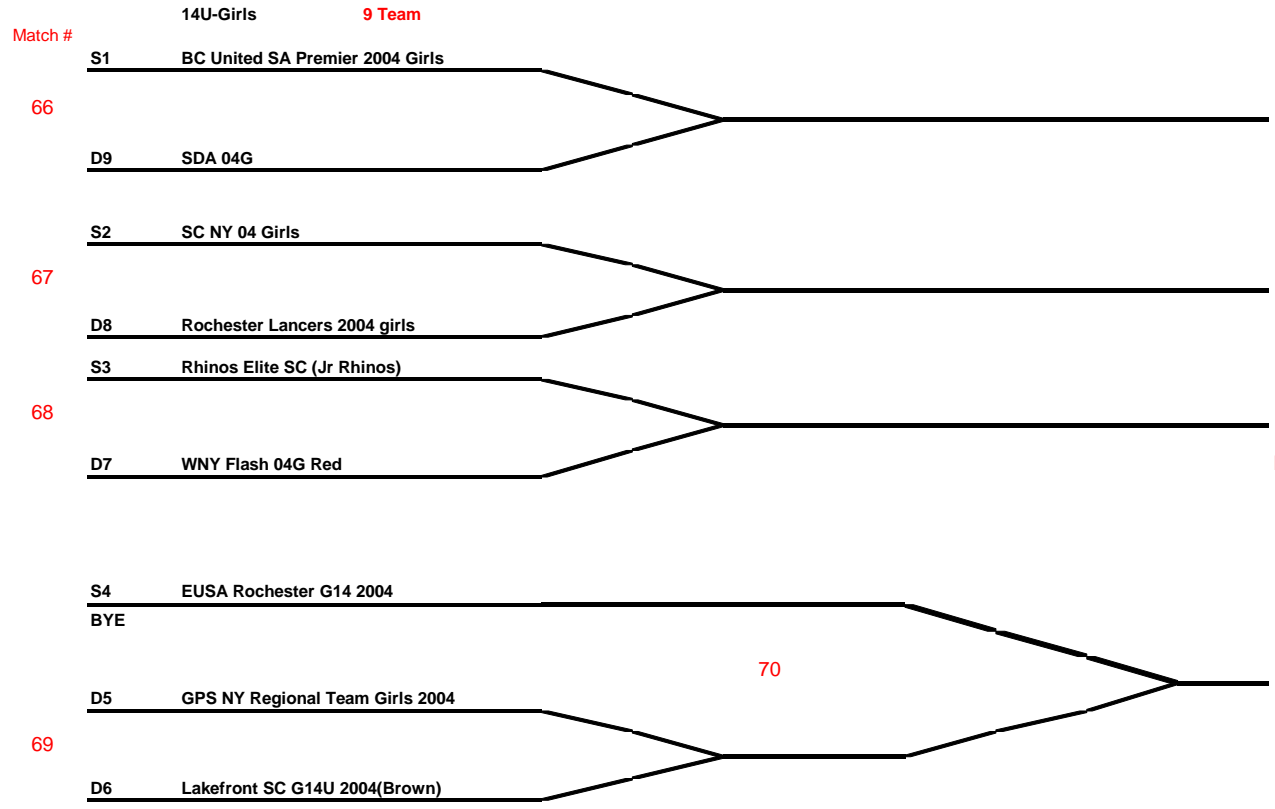 14U-Girls 9 Team
Match #
S1 BC United SA Premier 2004 Girls
66
D9 SDA 04G
S2 SC NY 04 Girls
67
D8 Rochester Lancers 2004 girls
S3 Rhinos Elite SC (Jr Rhinos)
68
D7 WNY Flash 04G Red
S4 EUSA Rochester G14 2004
BYE
70
D5 GPS NY Regional Team Girls 2004
69
D6 Lakefront SC G14U 2004(Brown)